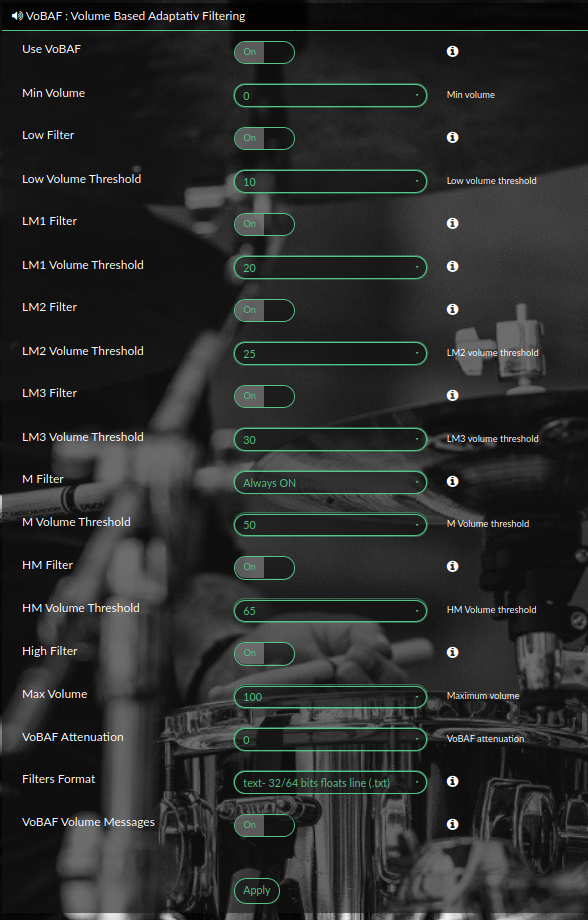 VoBAF : Volume Based Adaptativ Filtering
Use VoBAF On
Min Volume 0 Min volume
Low Filter On
Low Volume Threshold 10 Low volume threshold
LM1 Filter On
LM1 Volume Threshold 20
LM2 Filter On
LM2 Volume Threshold 25 LM2 volume threshold
LM3 Filter On
LM3 Volume Threshold 30 LM3 volume threshold
M Filter Always ON
M Volume Threshold 50 M Volume threshold
HM Filter On
HM Volume Threshold 65 HM Volume threshold
High Filter On
Max Volume 100 Maximum volume
VoBAF Attenuation 0 VoBAF attenuation
Filters Format text- 32/64 bits floats line (.txt)
VoBAF Volume Messages On
Apply